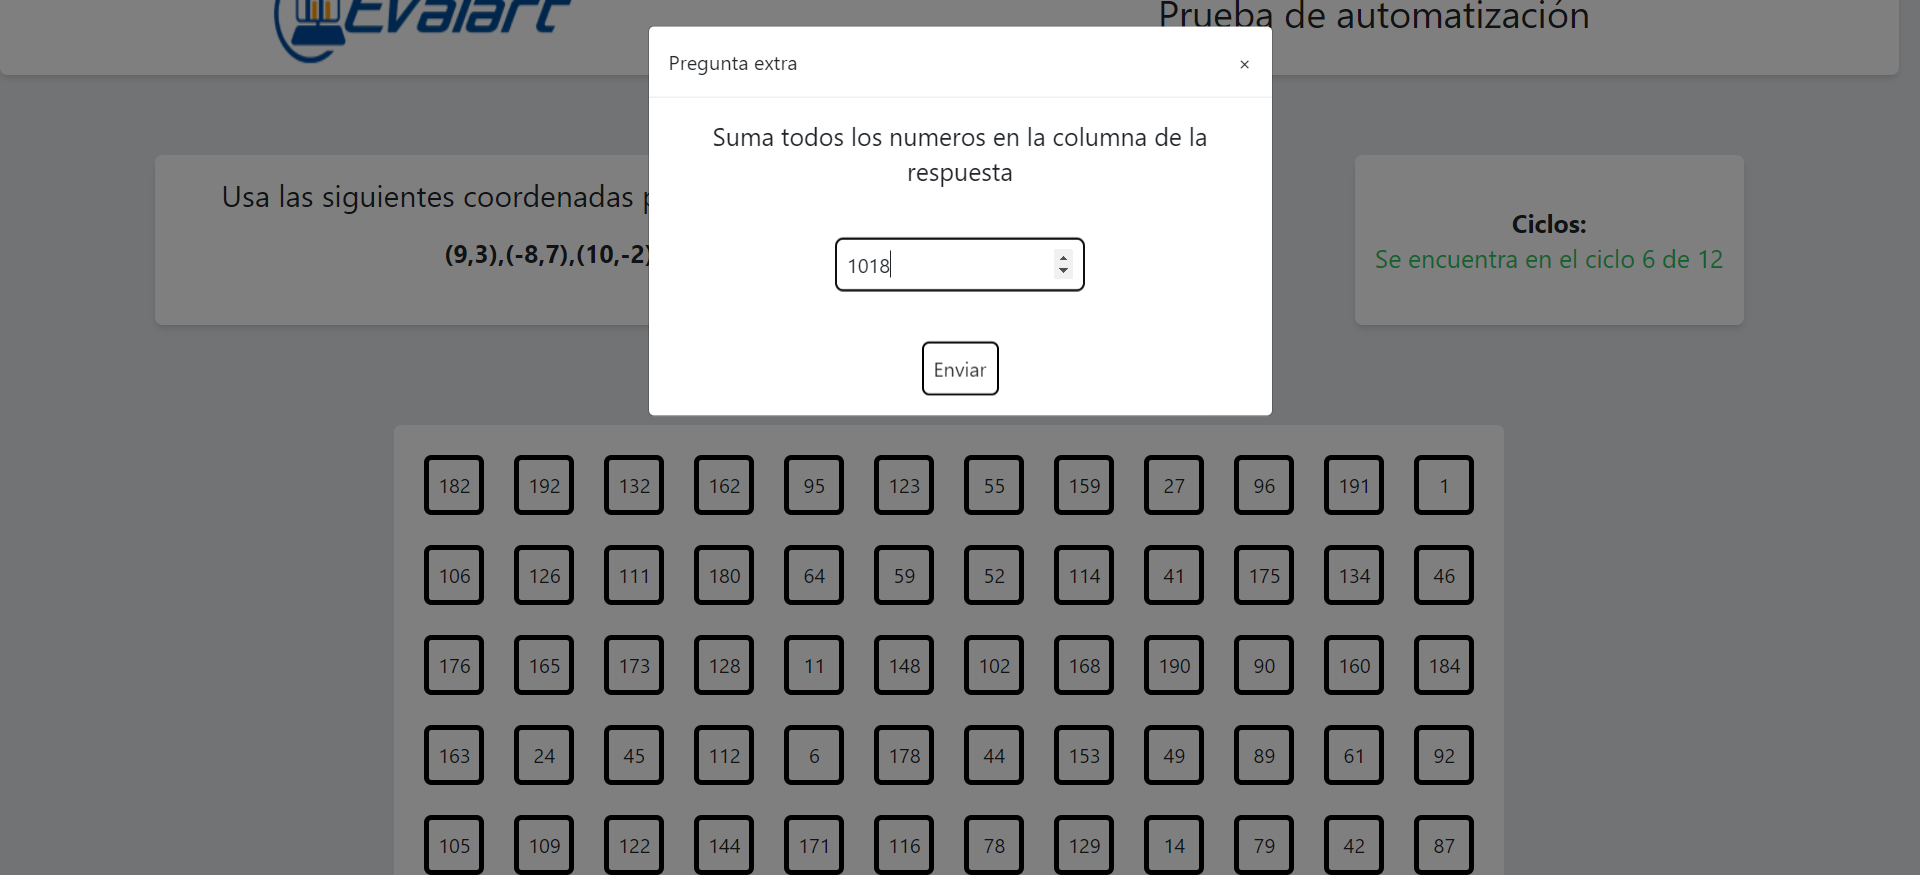 Evalart
Prueba de automatización
Pregunta extra
×
Suma todos los numeros en la columna de la
respuesta
1018
Enviar
Usa las siguientes coordenadas
(9,3),(-8,7),(10,-2)
Ciclos:
Se encuentra en el ciclo 6 de 12
182 192 132 162 95 123 55 159 27 96 191 1
106 126 111 180 64 59 52 114 41 175 134 46
176 165 173 128 11 148 102 168 190 90 160 184
163 24 45 112 6 178 44 153 49 89 61 92
105 109 122 144 171 116 78 129 14 79 42 87